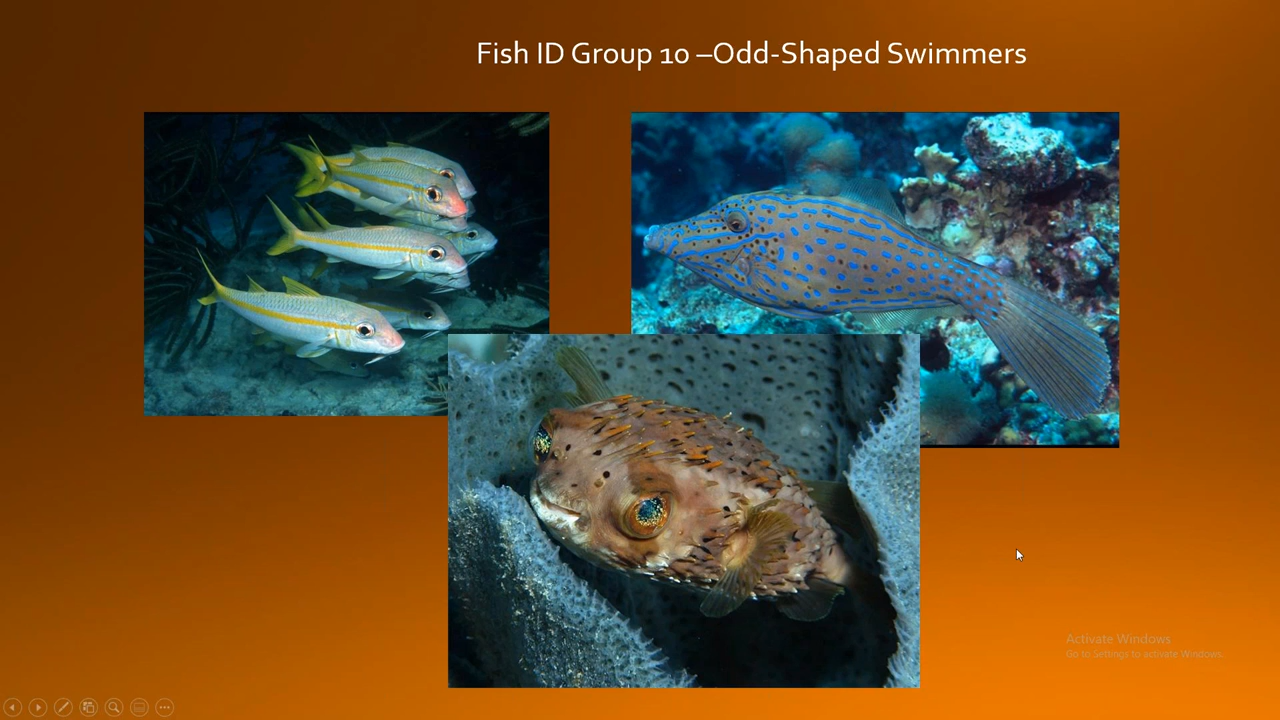 Fish ID Group 10 –Odd-Shaped Swimmers
Activate Windows
Go to Settings to activate Windows.